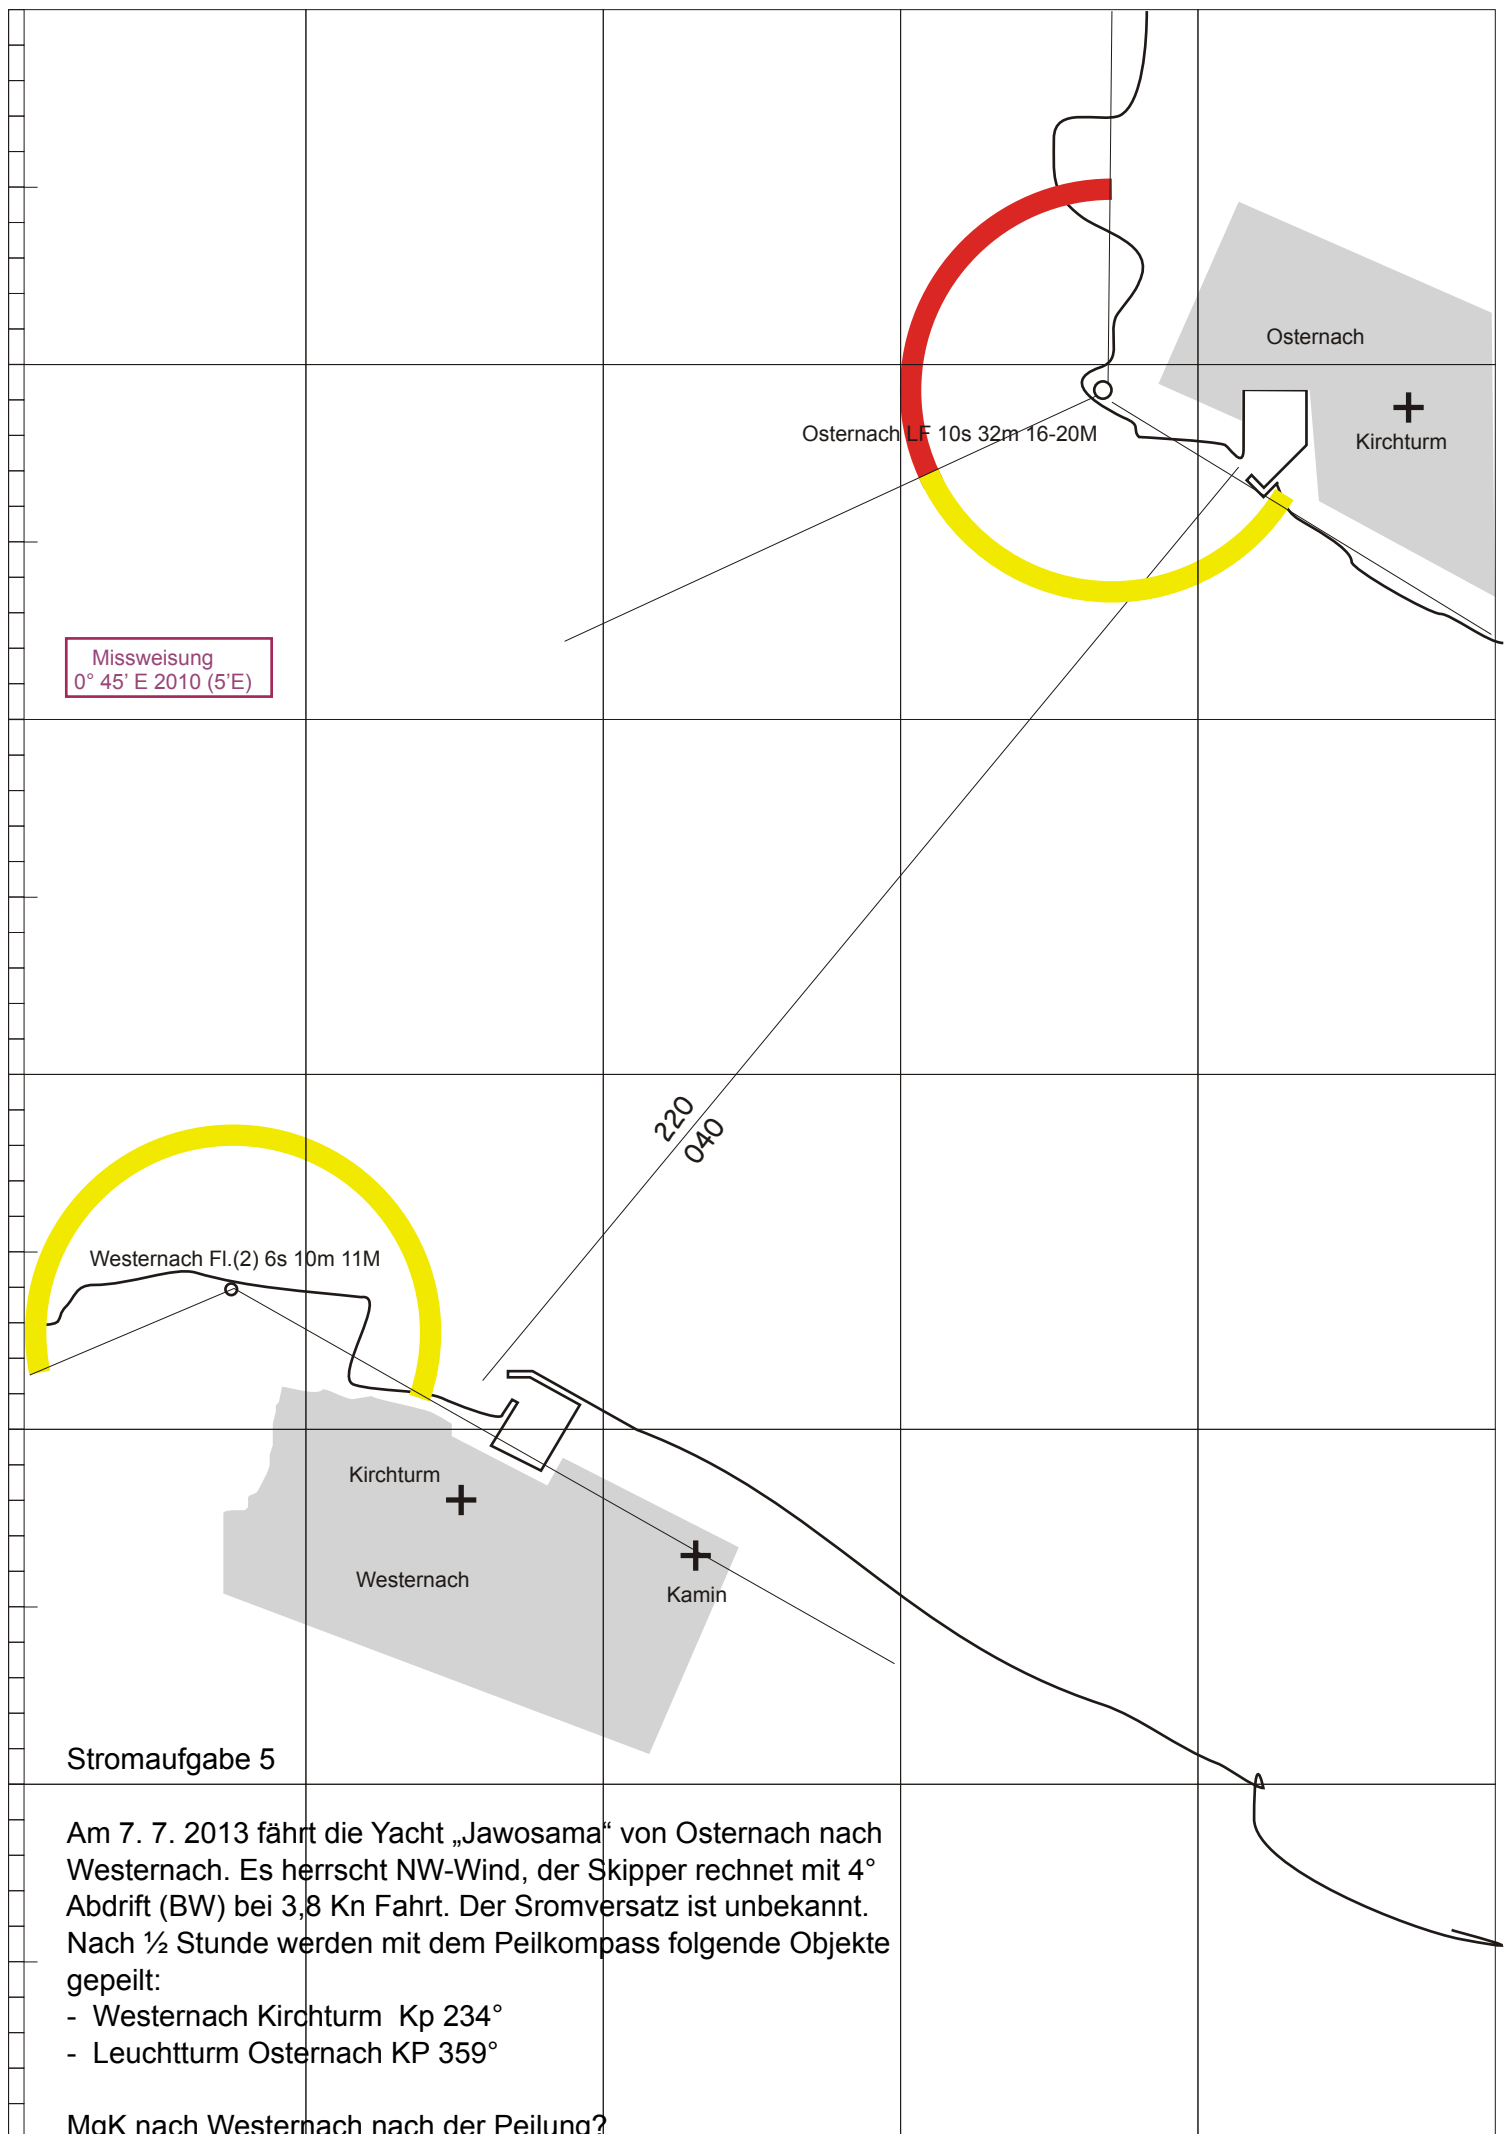 Osternach
Kirchturm
Osternach LF 10s 32m 16-20M
Missweisung
0° 45' E 2010 (5'E)
220
040
Westernach Fl.(2) 6s 10m 11M
Kirchturm
Westernach
Kamin
Stromaufgabe 5
Am 7. 7. 2013 fährt die Yacht „Jawosama“ von Osternach nach
Westernach. Es herrscht NW-Wind, der Skipper rechnet mit 4°
Abdrift (BW) bei 3,8 Kn Fahrt. Der Sromversatz ist unbekannt.
Nach ½ Stunde werden mit dem Peilkompass folgende Objekte
gepeilt:
- Westernach Kirchturm Kp 234°
- Leuchtturm Osternach KP 359°
MgK nach Westernach nach der Peilung?